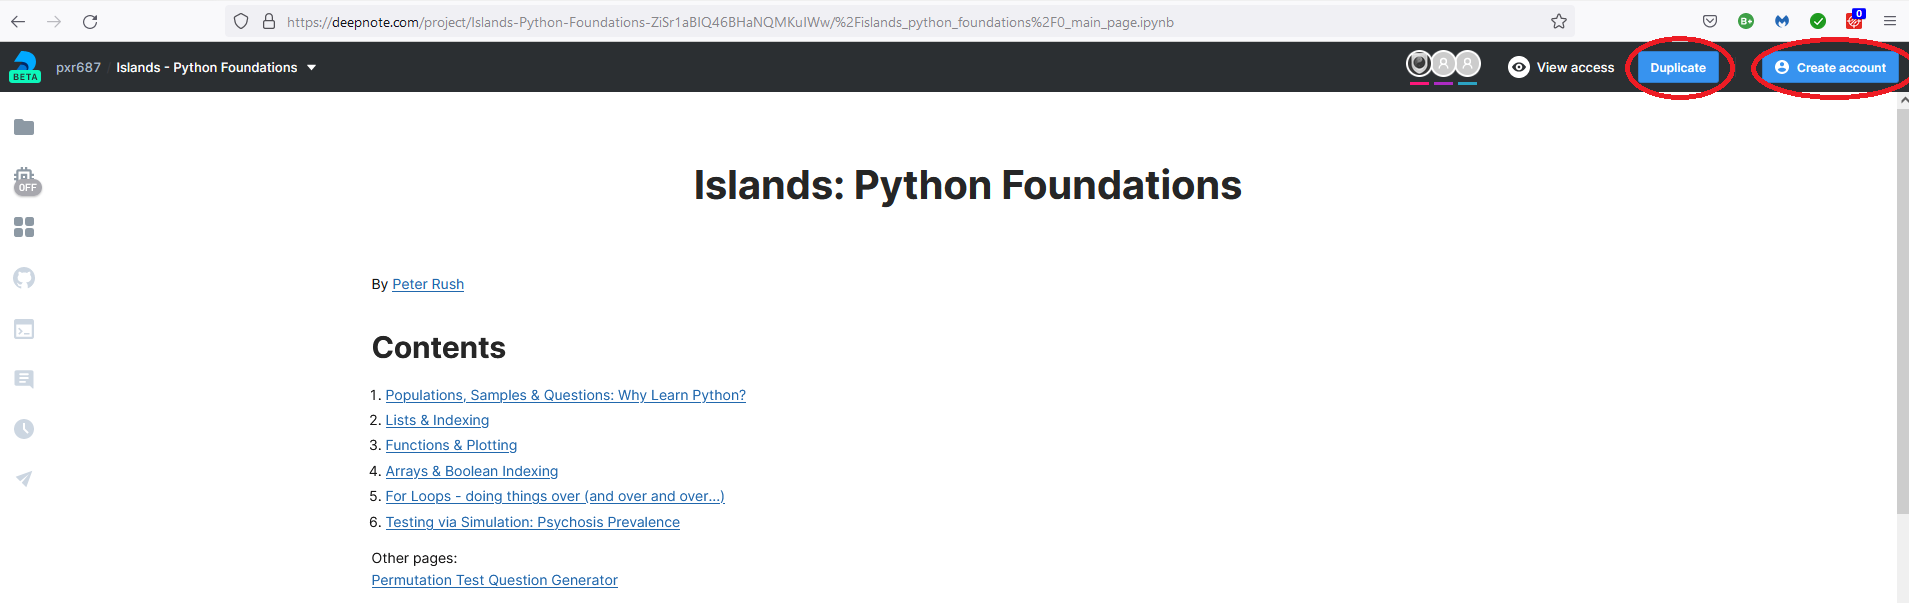 https://deepnote.com/project/Islands-Python-Foundations-ZiSr1aBIQ46BHaNQMKuIWw/%2Fislands_python_foundations%2F0_main_page.ipynb
B+
0
BETA
pxr687 / Islands - Python Foundations
View access
Duplicate
Create account
OFF
Islands: Python Foundations
By Peter Rush
Contents
1. Populations, Samples & Questions: Why Learn Python?
2. Lists & Indexing
3. Functions & Plotting
4. Arrays & Boolean Indexing
5. For Loops - doing things over (and over and over...)
6. Testing via Simulation: Psychosis Prevalence
Other pages:
Permutation Test Question Generator